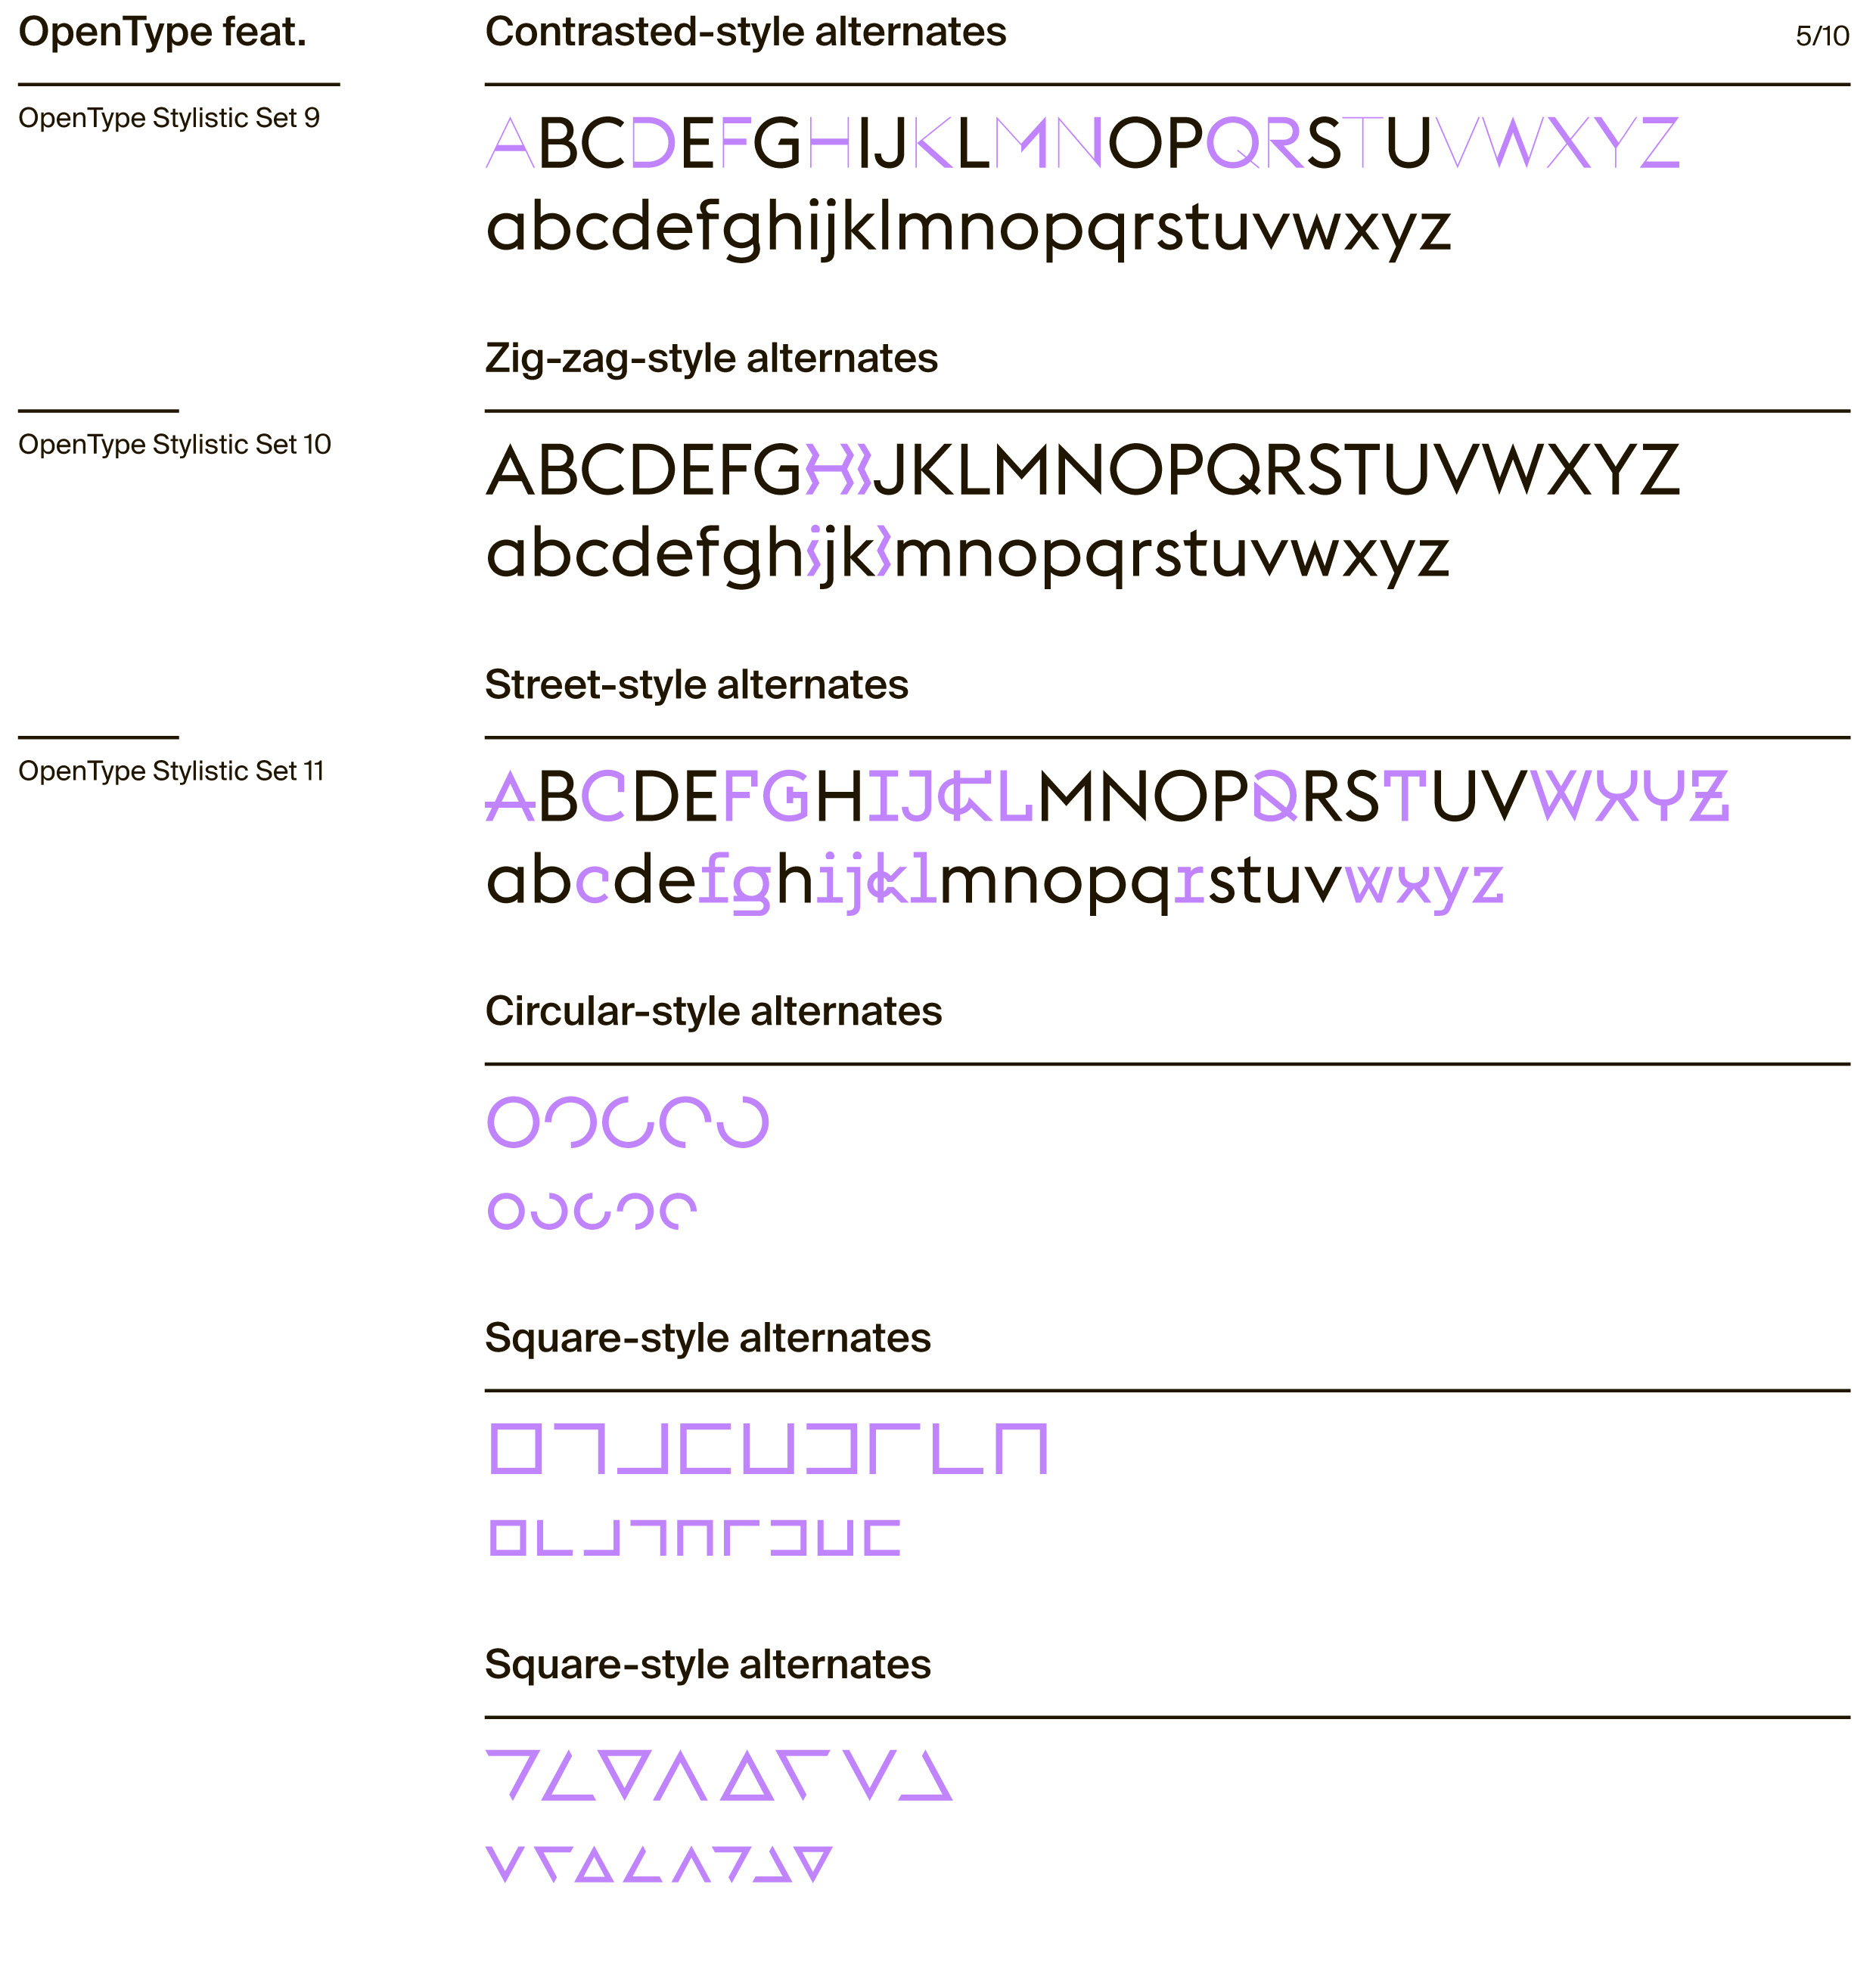 OpenType feat.
Contrasted-style alternates
5/10
OpenType Stylistic Set 9
ABCDEFGHIJKLMNOPQRSTUVWXYZ
abcdefghijklmnopqrstuvwxyz
Zig-zag-style alternates
OpenType Stylistic Set 10
ABCDEFGHIJKLMNOPQRSTUVWXYZ
abcdefghijklmnopqrstuvwxyz
Street-style alternates
OpenType Stylistic Set 11
ABCDEFGHIJKLMNOPQRSTUVWXYZ
abcdefghijklmnopqrstuvwxyz
Circular-style alternates
Square-style alternates
Square-style alternates